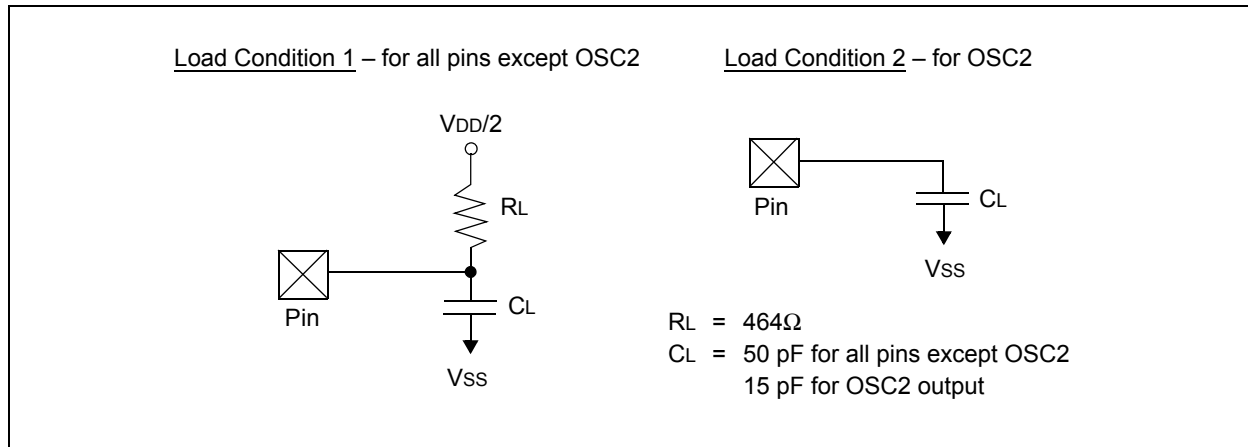 Load Condition 1 – for all pins except OSC2
Load Condition 2 – for OSC2
VDD/2
RL
Pin
CL
VSS
Pin
CL
VSS
RL = 464Ω
CL = 50 pF for all pins except OSC2
15 pF for OSC2 output